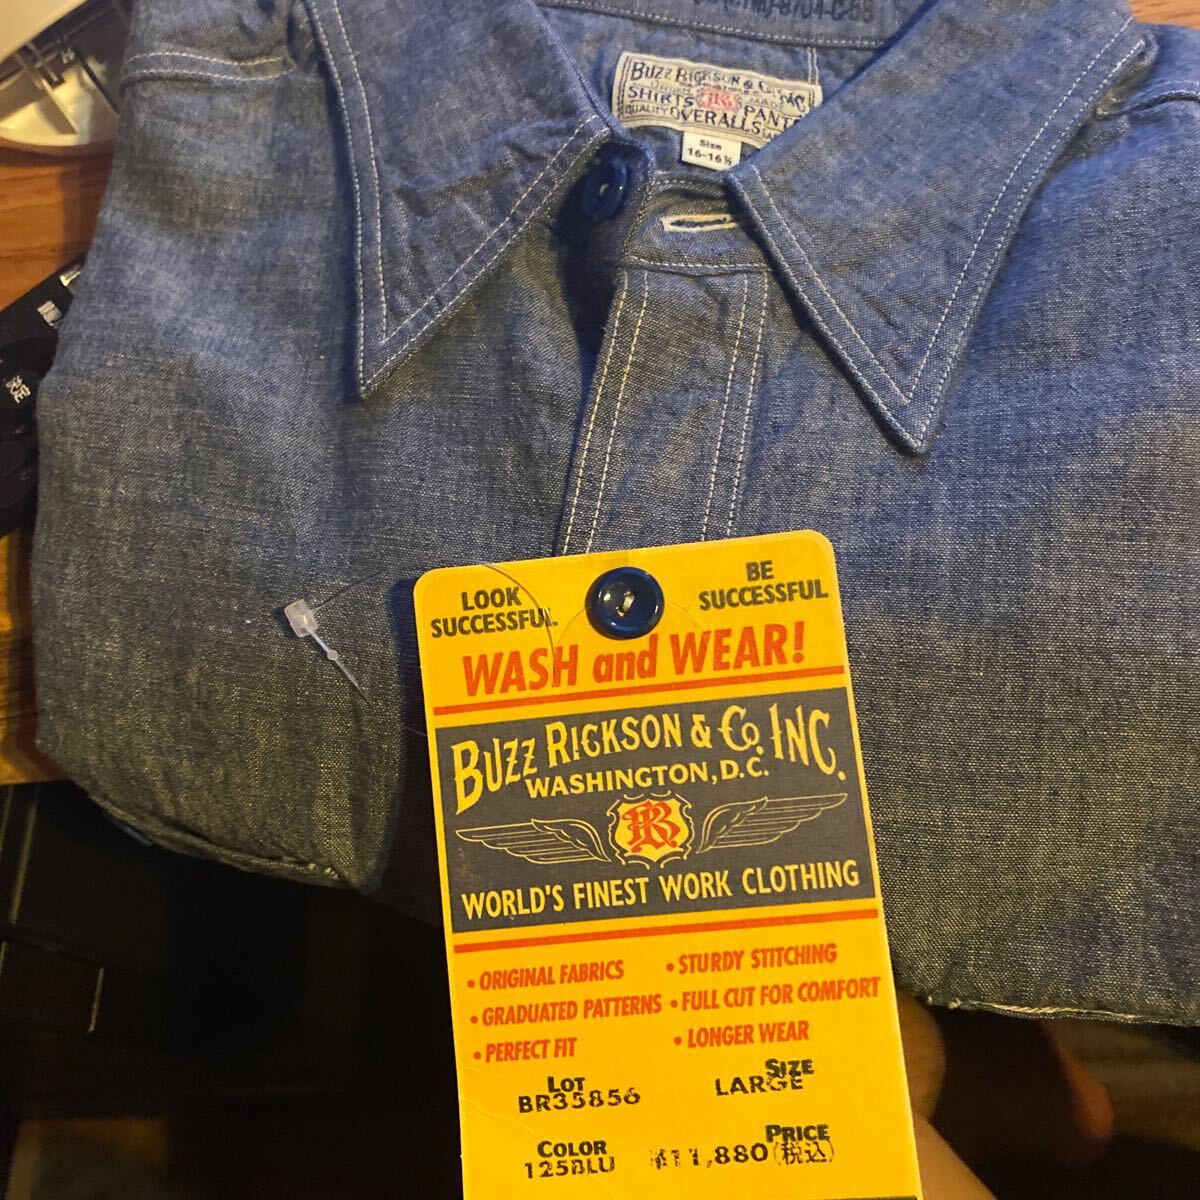 BUZZ RICKSON & Co. INC.
SHIRTS PANTS
QUALITY OVERALLS
Size
16-16½
LOOK SUCCESSFUL
BE SUCCESSFUL
WASH and WEAR!
BUZZ RICKSON & Co. INC.
WASHINGTON, D.C.
BR
WORLD'S FINEST WORK CLOTHING
• ORIGINAL FABRICS
• GRADUATED PATTERNS
• PERFECT FIT
• STURDY STITCHING
• FULL CUT FOR COMFORT
• LONGER WEAR
LOT
BR35856
SIZE
LARGE
COLOR
125BLU
PRICE
¥11,880(税込)